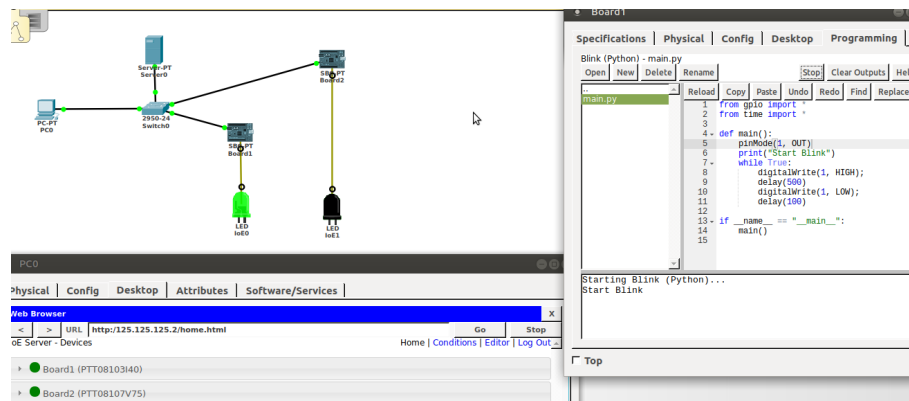 Server-PT
Server0
PC-PT
PC0
2950-24
Switch0
SBC-PT
Board2
SBC-PT
Board1
LED
IoE0
LED
IoE1
PC0
Physical Config Desktop Attributes Software/Services
Web Browser X
< > URL http:/125.125.125.2/home.html Go Stop
oE Server - Devices Home | Conditions | Editor | Log Out
Board1 (PTT08103I40)
Board2 (PTT08107V75)
Board1
Specifications Physical Config Desktop Programming
Blink (Python) - main.py
Open New Delete Rename Stop Clear Outputs Hel
..
main.py
Reload Copy Paste Undo Redo Find Replace
1 from gpio import *
2 from time import *
3
4 def main():
5 pinMode(1, OUT)
6 print("Start Blink")
7 while True:
8 digitalWrite(1, HIGH);
9 delay(500)
10 digitalWrite(1, LOW);
11 delay(100)
12
13 if __name__ == "__main__":
14 main()
15
Starting Blink (Python)...
Start Blink
Top